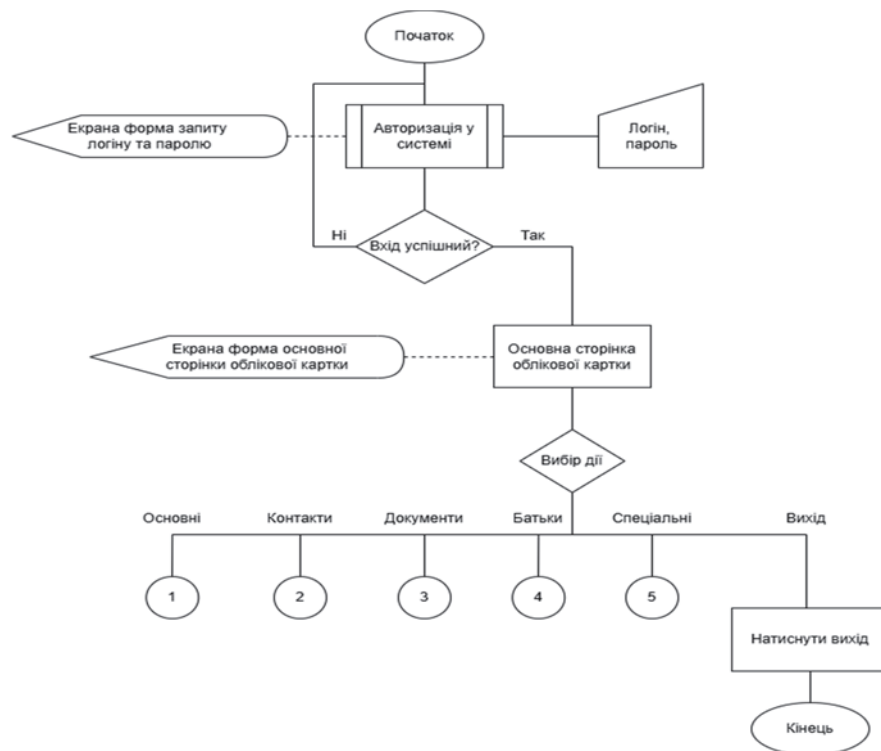 Початок
Екрана форма запиту
логіну та паролю
Авторизація у
системі
Логін,
пароль
Ні
Вхід успішний?
Так
Екрана форма основної
сторінки облікової картки
Основна сторінка
облікової картки
Вибір дії
Основні
Контакти
Документи
Батьки
Спеціальні
Вихід
1
2
3
4
5
Натиснути вихід
Кінець